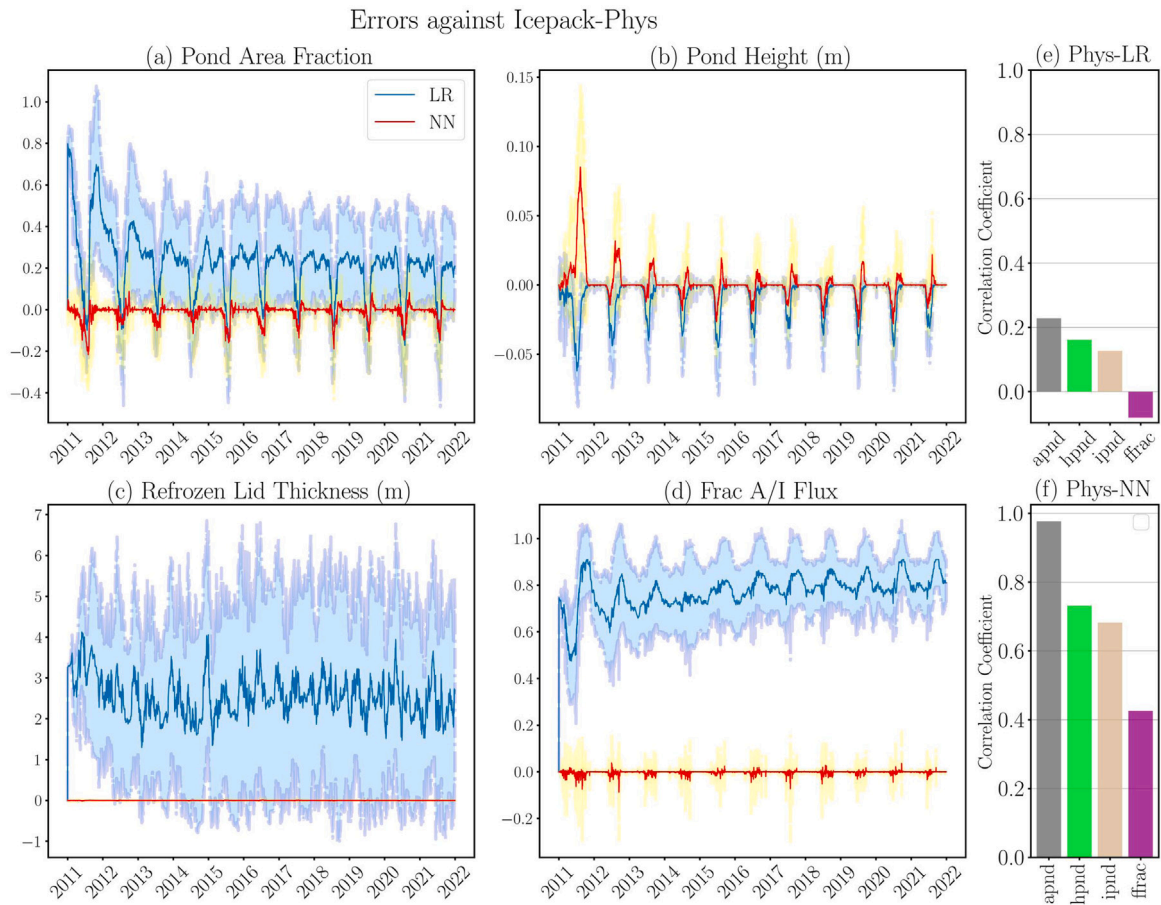 Errors against Icepack-Phys
(a) Pond Area Fraction
1.0
0.8
0.6
0.4
0.2
0.0
−0.2
−0.4
LR
NN
2011 2012 2013 2014 2015 2016 2017 2018 2019 2020 2021 2022
(b) Pond Height (m)
0.15
0.10
0.05
0.00
−0.05
2011 2012 2013 2014 2015 2016 2017 2018 2019 2020 2021 2022
(e) Phys-LR
Correlation Coefficient
1.0
0.8
0.6
0.4
0.2
0.0
apnd hpnd ipnd ffrac
(c) Refrozen Lid Thickness (m)
7
6
5
4
3
2
1
0
−1
2011 2012 2013 2014 2015 2016 2017 2018 2019 2020 2021 2022
(d) Frac A/I Flux
1.0
0.8
0.6
0.4
0.2
0.0
−0.2
2011 2012 2013 2014 2015 2016 2017 2018 2019 2020 2021 2022
(f) Phys-NN
Correlation Coefficient
1.0
0.8
0.6
0.4
0.2
0.0
apnd hpnd ipnd ffrac